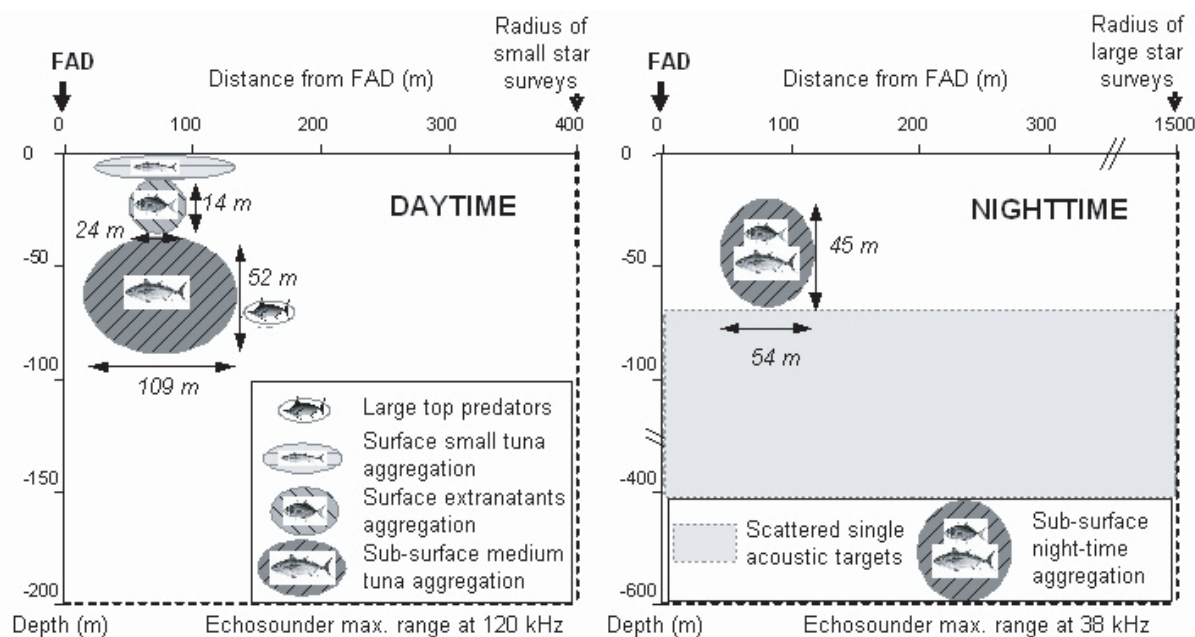 Radius of
small star
surveys
FAD
Distance from FAD (m)
0 100 200 300 400
0
14 m
DAYTIME
24 m
-50
52 m
-100
109 m
Large top predators
Surface small tuna
aggregation
-150
Surface extranatants
aggregation
Sub-surface medium
tuna aggregation
-200
Depth (m) Echosounder max. range at 120 kHz
Radius of
large star
surveys
FAD
Distance from FAD (m)
0 100 200 300 1500
0
NIGHTTIME
45 m
-50
54 m
-100
-400
Scattered single
acoustic targets
Sub-surface
night-time
aggregation
-600
Depth (m) Echosounder max. range at 38 kHz